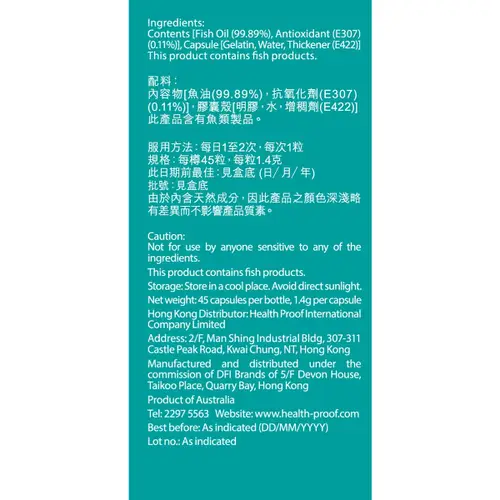 Ingredients:
Contents [Fish Oil (99.89%), Antioxidant (E307)
(0.11%)], Capsule [Gelatin, Water, Thickener (E422)]
This product contains fish products.
配料：
內容物[魚油(99.89%)，抗氧化劑(E307)
(0.11%)]，膠囊殼[明膠，水，增稠劑(E422)]
此產品含有魚類製品。
服用方法：每日1至2次，每次1粒
規格：每樽45粒，每粒1.4克
此日期前最佳：見盒底 (日/ 月/ 年)
批號：見盒底
由於內含天然成分，因此產品之顏色深淺略
有差異而不影響產品質素。
Caution:
Not for use by anyone sensitive to any of the
ingredients.
This product contains fish products.
Storage: Store in a cool place. Avoid direct sunlight.
Net weight: 45 capsules per bottle, 1.4g per capsule
Hong Kong Distributor: Health Proof International
Company Limited
Address: 2/F, Man Shing Industrial Bldg, 307-311
Castle Peak Road, Kwai Chung, NT, Hong Kong
Manufactured and distributed under the
commission of DFI Brands of 5/F Devon House,
Taikoo Place, Quarry Bay, Hong Kong
Product of Australia
Tel: 2297 5563 Website: www.health-proof.com
Best before: As indicated (DD/MM/YYYY)
Lot no.: As indicated